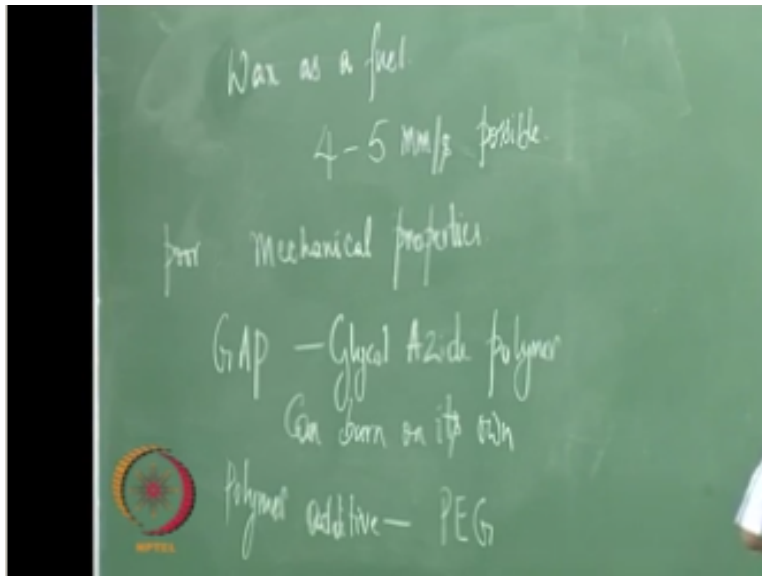 Wax as a fuel.
4-5 mm/s possible.
poor mechanical properties.
GAP - Glycol Azide polymer
Can burn on its own
Polymer additive - PEG
NPTEL